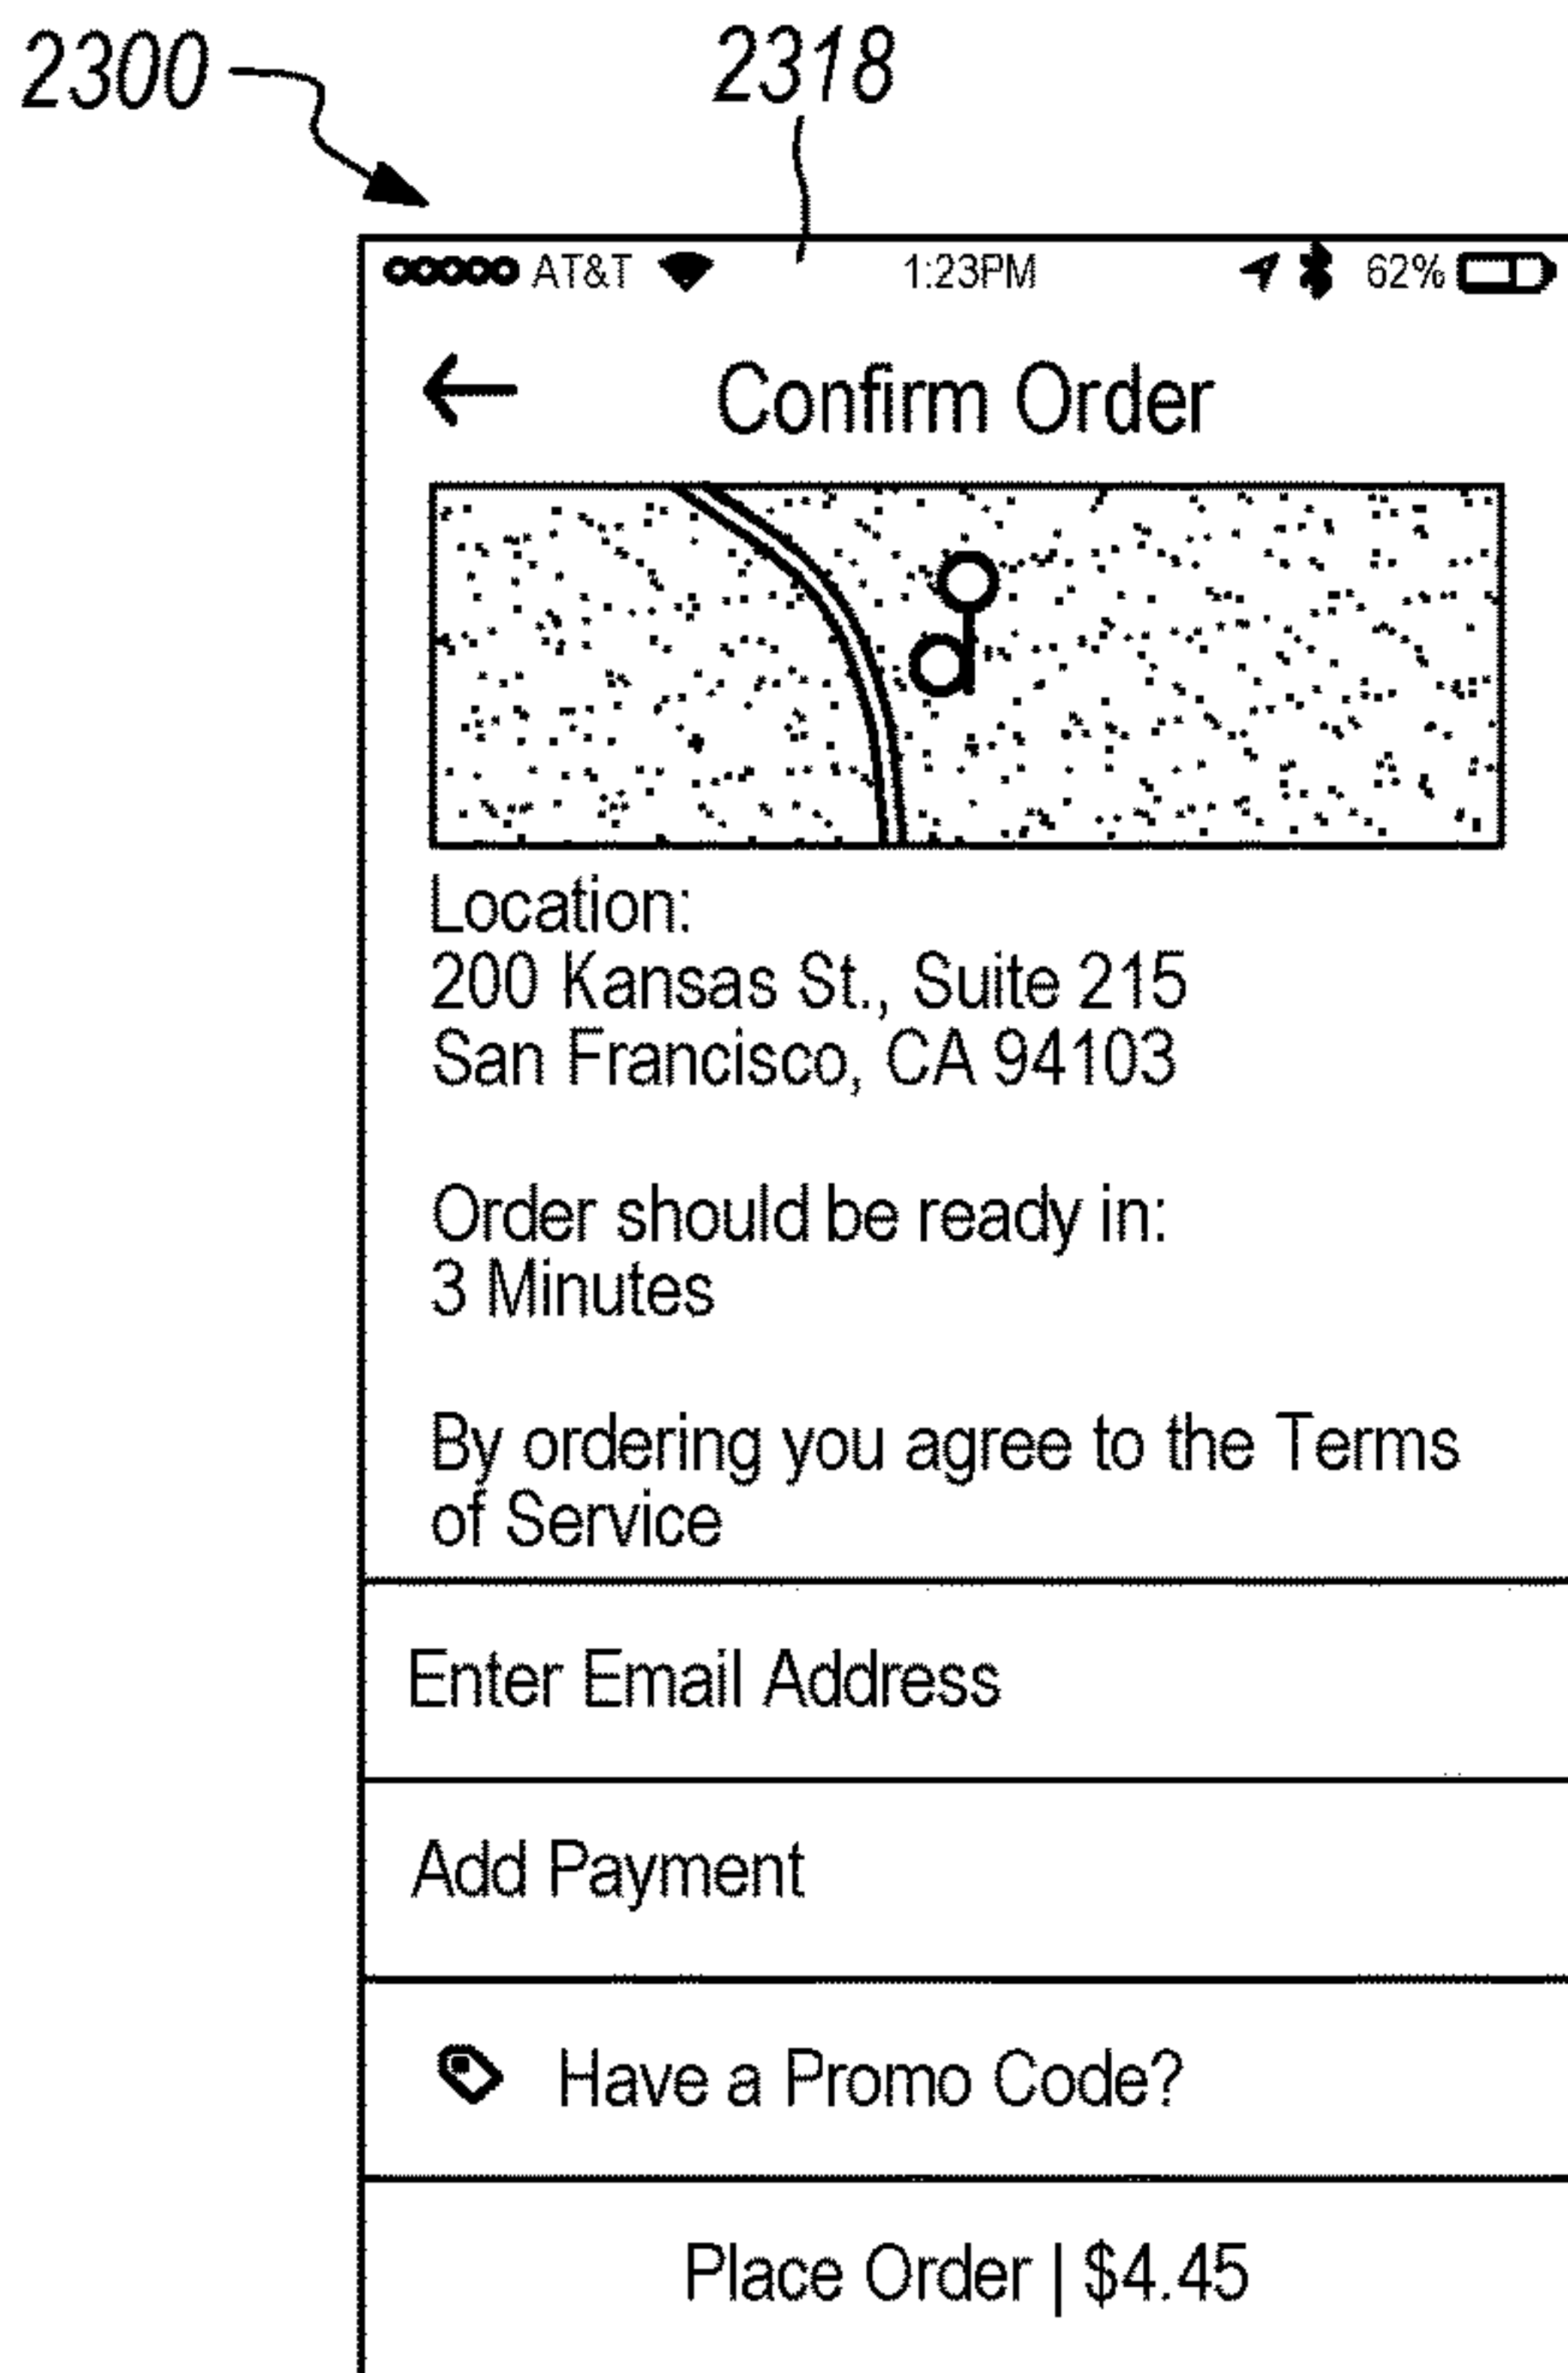 2300
2318
AT&T 1:23PM 62%
Confirm Order
Location:
200 Kansas St., Suite 215
San Francisco, CA 94103
Order should be ready in:
3 Minutes
By ordering you agree to the Terms
of Service
Enter Email Address
Add Payment
Have a Promo Code?
Place Order | $4.45